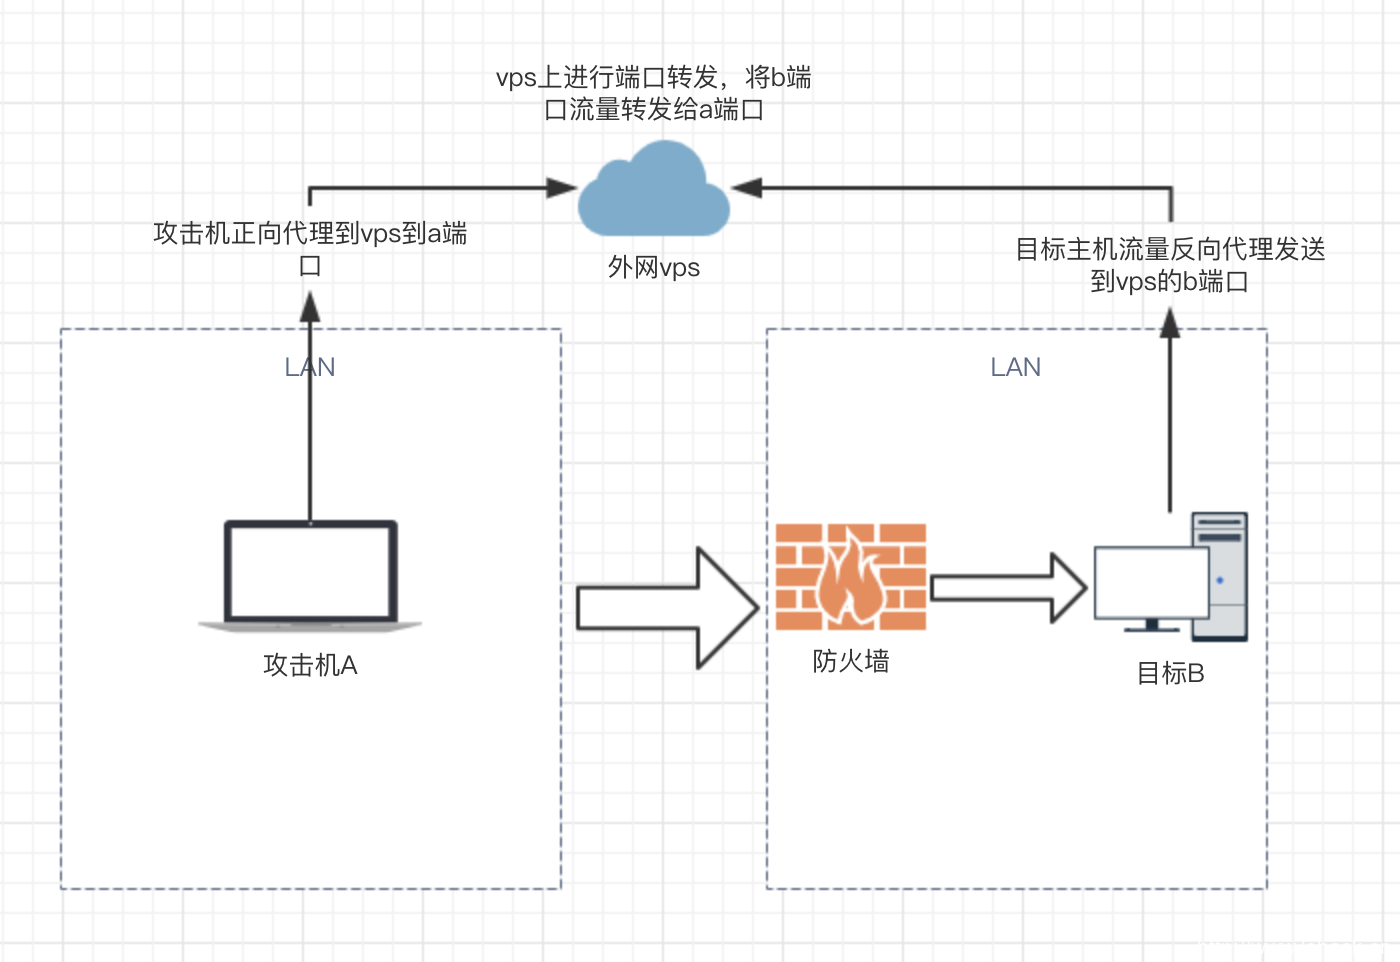 vps上进行端口转发，将b端
口流量转发给a端口
攻击机正向代理到vps到a端
口
外网vps
目标主机流量反向代理发送
到vps的b端口
LAN
LAN
攻击机A
防火墙
目标B